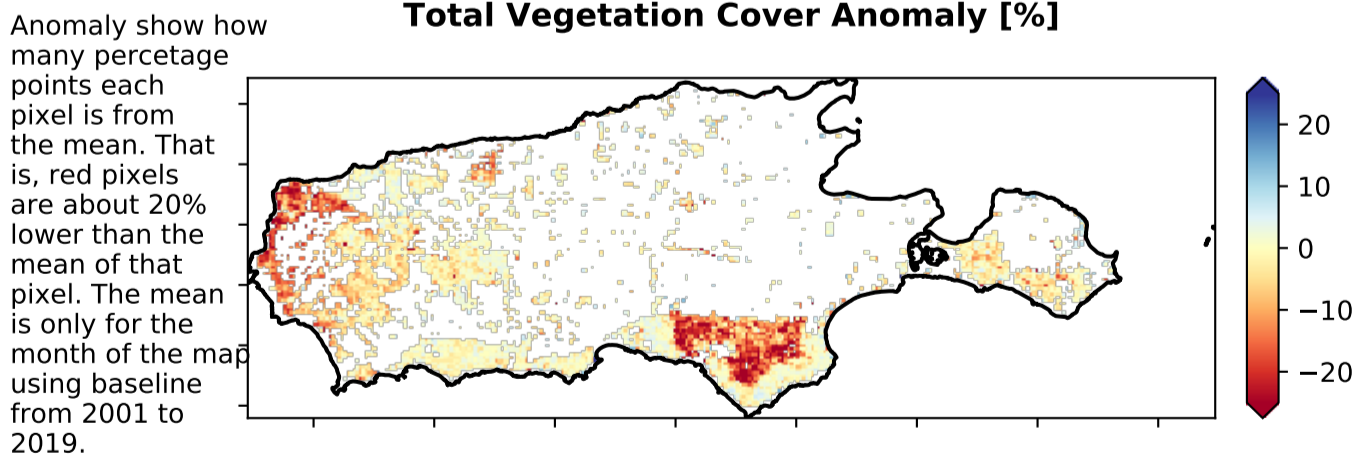 Total Vegetation Cover Anomaly [%]
Anomaly show how
many percetage
points each
pixel is from
the mean. That
is, red pixels
are about 20%
lower than the
mean of that
pixel. The mean
is only for the
month of the map
using baseline
from 2001 to
2019.
20
10
0
−10
−20